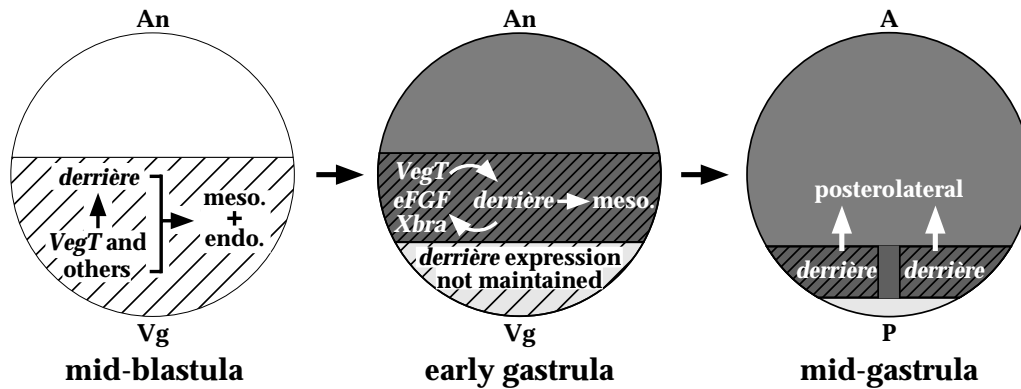 An
derrière
VegT and
others
meso.
+
endo.
Vg
mid-blastula
An
VegT
eFGF
Xbra
derrière
meso.
derrière expression
not maintained
Vg
early gastrula
A
posterolateral
derrière
derrière
P
mid-gastrula